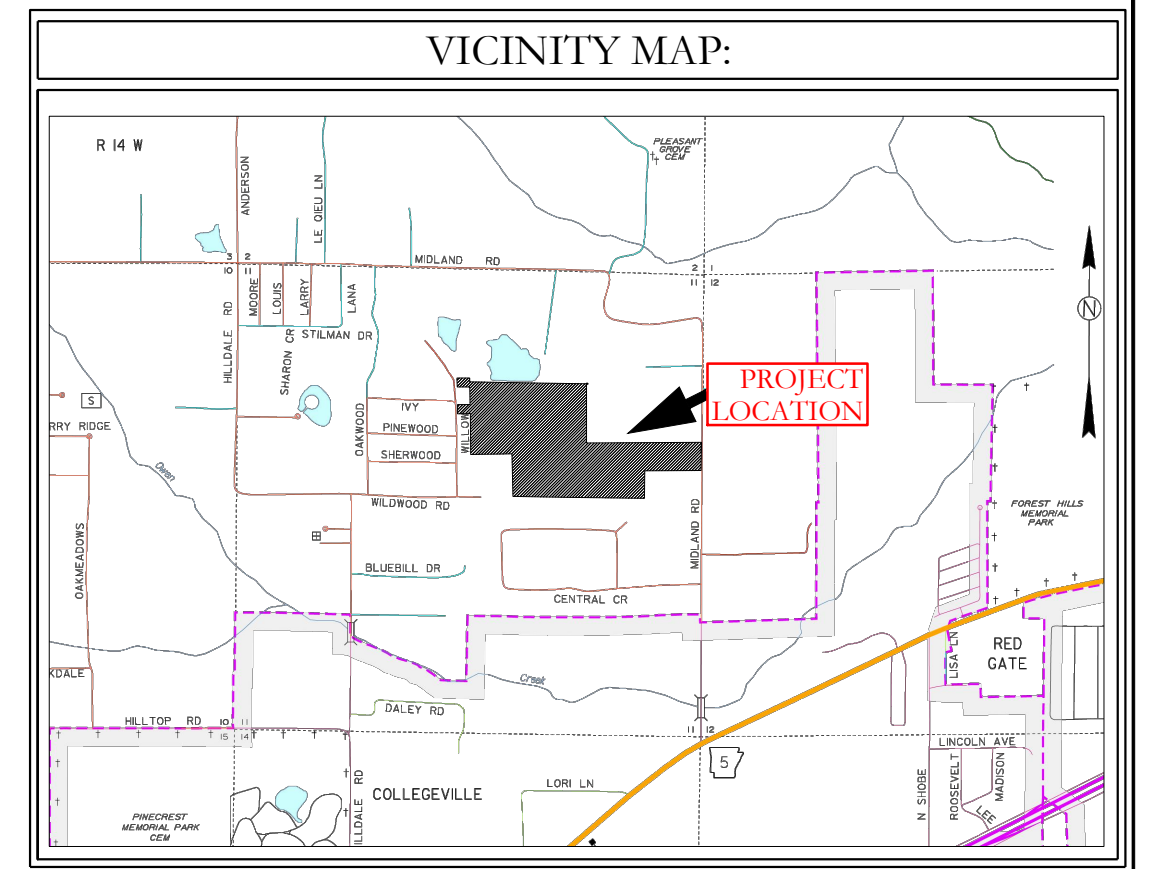 VICINITY MAP:
R 14 W
PLEASANT
GROVE
CEM
ANDERSON
LE QIEU LN
3 2
10 11
MIDLAND RD
2 1
11 12
HILLDALE RD
MOORE
LOUIS
LARRY
LANA
STILMAN DR
SHARON CR
N
PROJECT
LOCATION
S
RRY RIDGE
IVY
PINEWOOD
SHERWOOD
OAKWOOD
WILLOW
Owen
WILDWOOD RD
MIDLAND RD
FOREST HILLS
MEMORIAL
PARK
OAKMEADOWS
BLUEBILL DR
CENTRAL CR
LISA LN
RED
GATE
KDALE
Creek
HILLTOP RD
10 11
15 14
DALEY RD
11 12
5
LINCOLN AVE
ILLDALE RD
COLLEGEVILLE
LORI LN
N SHOBE
ROOSEVELT
MADISON
LEE
PINECREST
MEMORIAL PARK
CEM